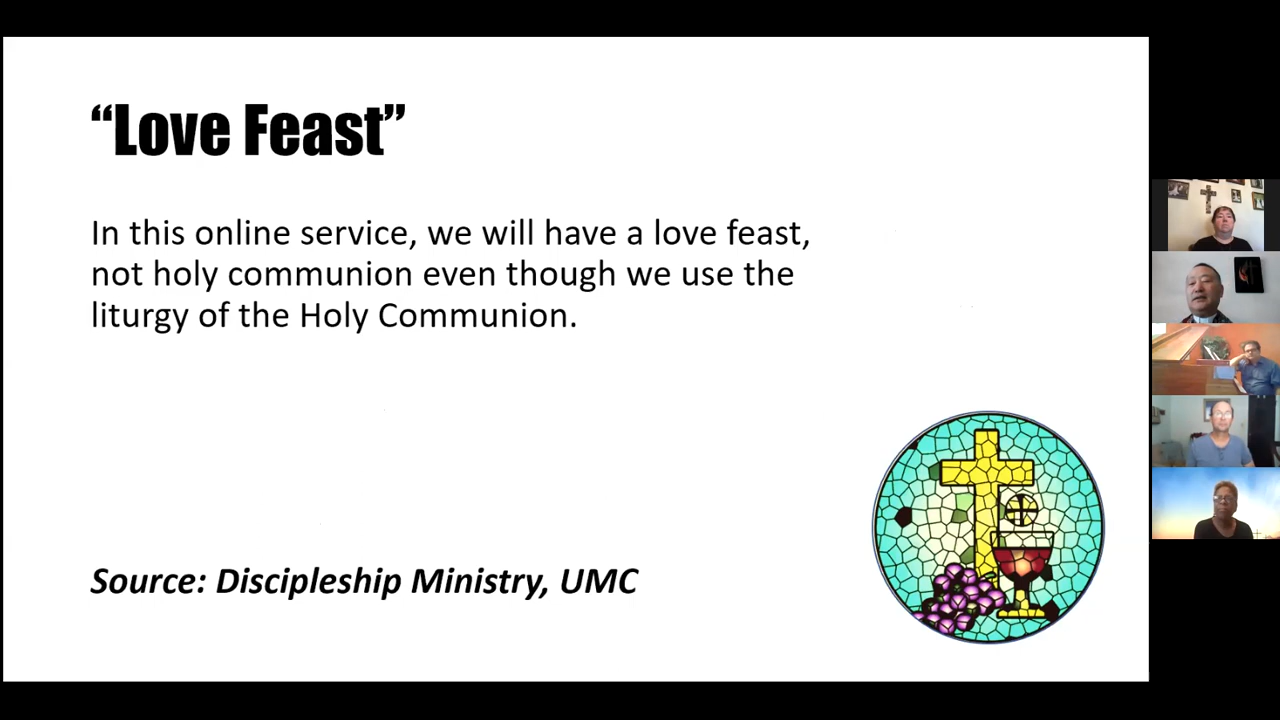 “Love Feast”
In this online service, we will have a love feast,
not holy communion even though we use the
liturgy of the Holy Communion.
Source: Discipleship Ministry, UMC